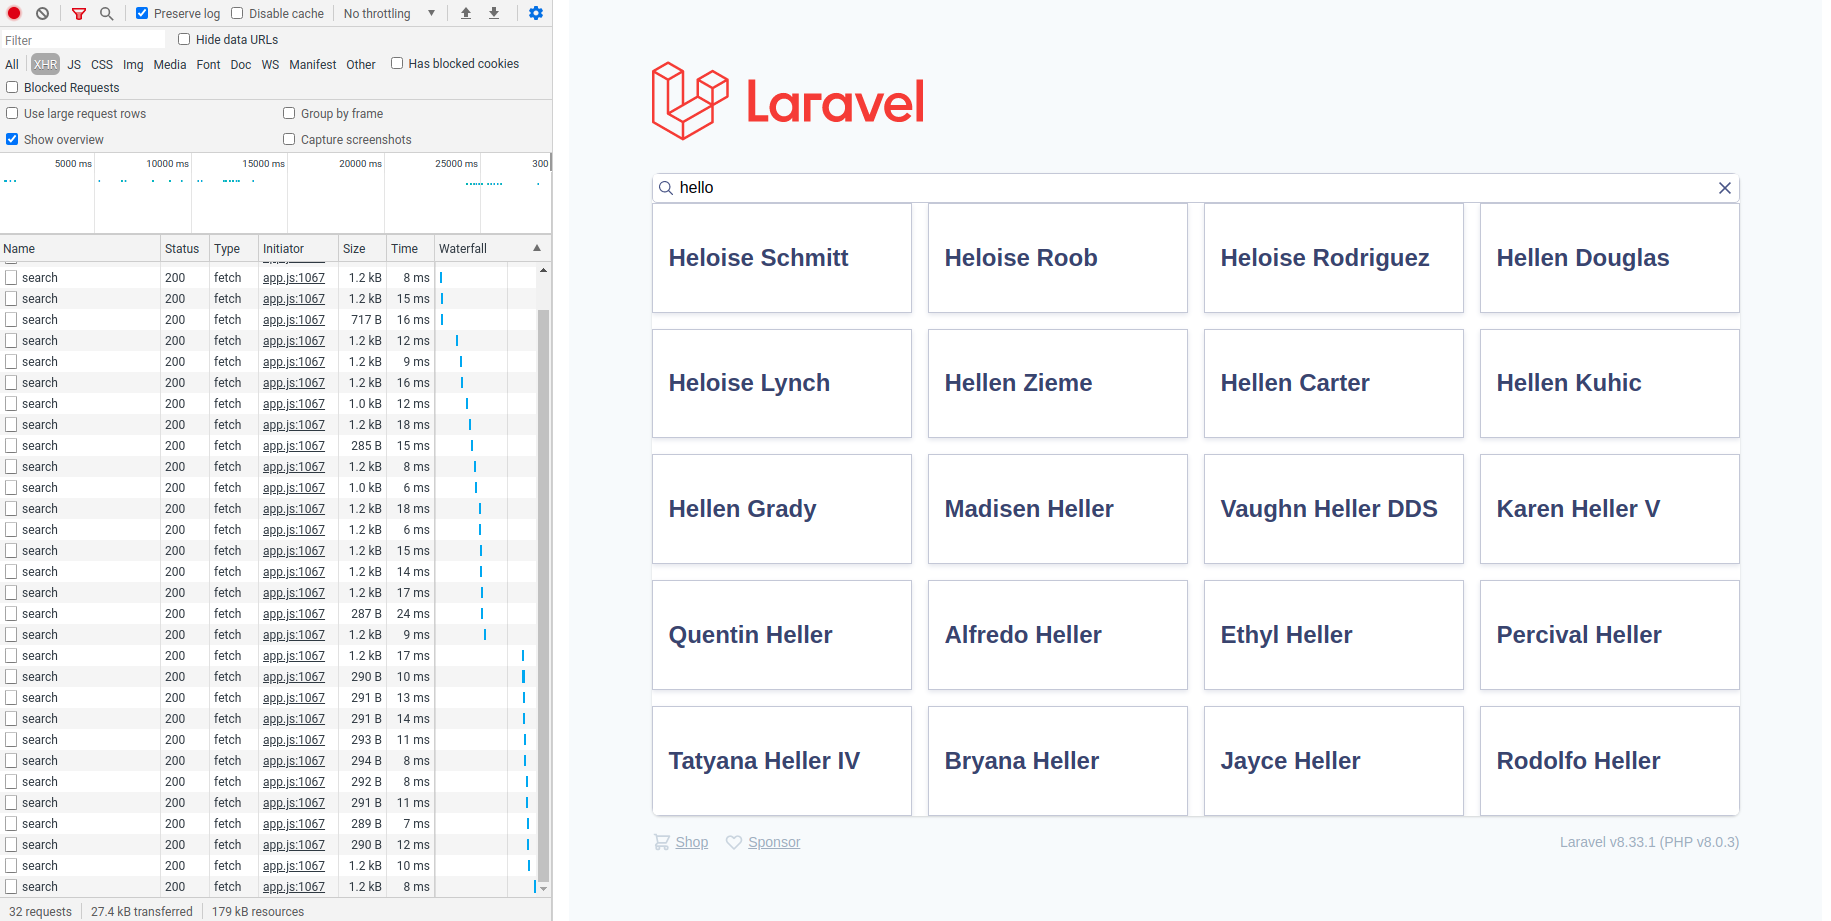 Preserve log Disable cache No throttling
Filter Hide data URLs
All XHR JS CSS Img Media Font Doc WS Manifest Other Has blocked cookies
Blocked Requests
Use large request rows Group by frame
Show overview Capture screenshots
5000 ms 10000 ms 15000 ms 20000 ms 25000 ms 300
Name Status Type Initiator Size Time Waterfall
search 200 fetch app.js:1067 1.2 kB 8 ms
search 200 fetch app.js:1067 1.2 kB 15 ms
search 200 fetch app.js:1067 717 B 16 ms
search 200 fetch app.js:1067 1.2 kB 12 ms
search 200 fetch app.js:1067 1.2 kB 9 ms
search 200 fetch app.js:1067 1.2 kB 16 ms
search 200 fetch app.js:1067 1.0 kB 12 ms
search 200 fetch app.js:1067 1.2 kB 18 ms
search 200 fetch app.js:1067 285 B 15 ms
search 200 fetch app.js:1067 1.2 kB 8 ms
search 200 fetch app.js:1067 1.0 kB 6 ms
search 200 fetch app.js:1067 1.2 kB 18 ms
search 200 fetch app.js:1067 1.2 kB 6 ms
search 200 fetch app.js:1067 1.2 kB 15 ms
search 200 fetch app.js:1067 1.2 kB 14 ms
search 200 fetch app.js:1067 1.2 kB 17 ms
search 200 fetch app.js:1067 287 B 24 ms
search 200 fetch app.js:1067 1.2 kB 9 ms
search 200 fetch app.js:1067 1.2 kB 17 ms
search 200 fetch app.js:1067 290 B 10 ms
search 200 fetch app.js:1067 291 B 13 ms
search 200 fetch app.js:1067 291 B 14 ms
search 200 fetch app.js:1067 293 B 11 ms
search 200 fetch app.js:1067 294 B 8 ms
search 200 fetch app.js:1067 292 B 8 ms
search 200 fetch app.js:1067 291 B 11 ms
search 200 fetch app.js:1067 289 B 7 ms
search 200 fetch app.js:1067 290 B 12 ms
search 200 fetch app.js:1067 1.2 kB 10 ms
search 200 fetch app.js:1067 1.2 kB 8 ms
32 requests 27.4 kB transferred 179 kB resources
Laravel
hello
Heloise Schmitt Heloise Roob Heloise Rodriguez Hellen Douglas
Heloise Lynch Hellen Zieme Hellen Carter Hellen Kuhic
Hellen Grady Madisen Heller Vaughn Heller DDS Karen Heller V
Quentin Heller Alfredo Heller Ethyl Heller Percival Heller
Tatyana Heller IV Bryana Heller Jayce Heller Rodolfo Heller
Shop Sponsor Laravel v8.33.1 (PHP v8.0.3)